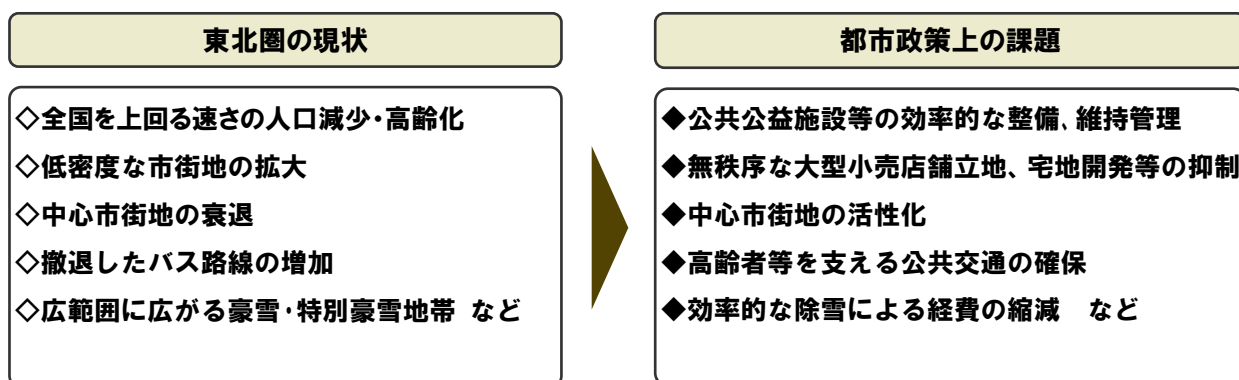 東北圏の現状
◇全国を上回る速さの人口減少・高齢化
◇低密度な市街地の拡大
◇中心市街地の衰退
◇撤退したバス路線の増加
◇広範囲に広がる豪雪・特別豪雪地帯 など
都市政策上の課題
◆公共公益施設等の効率的な整備、維持管理
◆無秩序な大型小売店舗立地、宅地開発等の抑制
◆中心市街地の活性化
◆高齢者等を支える公共交通の確保
◆効率的な除雪による経費の縮減　など